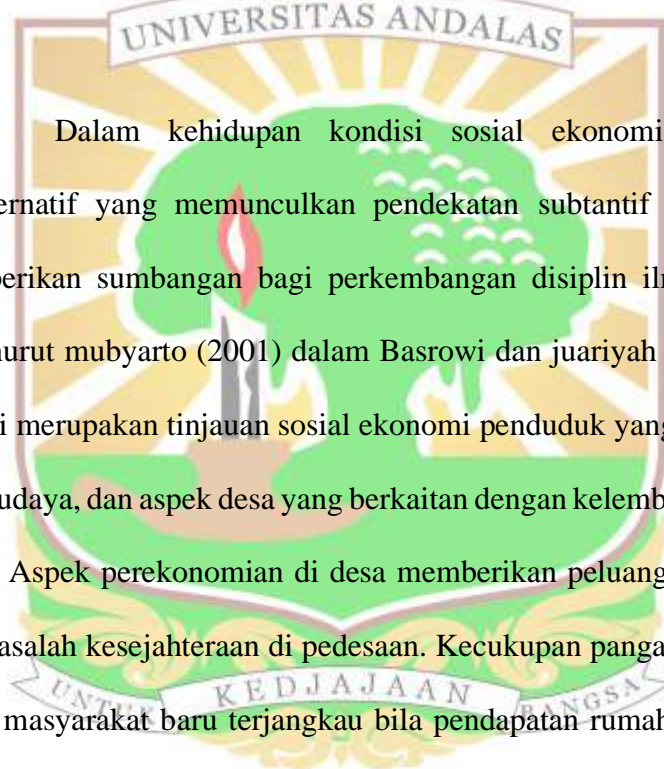 UNIVERSITAS ANDALAS
Dalam kehidupan kondisi sosial ekonomi
ernatif yang memunculkan pendekatan subtantif
berikan sumbangan bagi perkembangan disiplin
nurut mubyarto (2001) dalam Basrowi dan juariyah
i merupakan tinjauan sosial ekonomi penduduk yang
udaya, dan aspek desa yang berkaitan dengan kelemb
Aspek perekonomian di desa memberikan peluang
asalah kesejahteraan di pedesaan. Kecukupan panga
masyarakat baru terjangkau bila pendapatan rumah
UNTUK KEDJAJAAN BANGSA